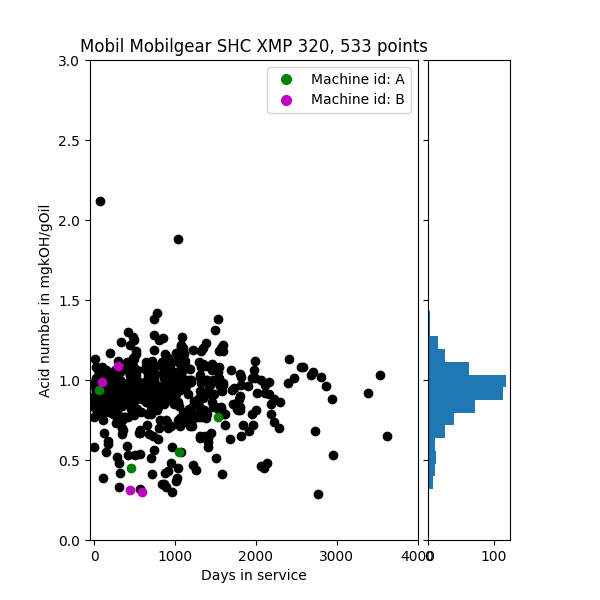 Mobil Mobilgear SHC XMP 320, 533 points
Machine id: A
Machine id: B
Acid number in mgkOH/gOil
3.0
2.5
2.0
1.5
1.0
0.5
0.0
0 1000 2000 3000 4000
0 100
Days in service